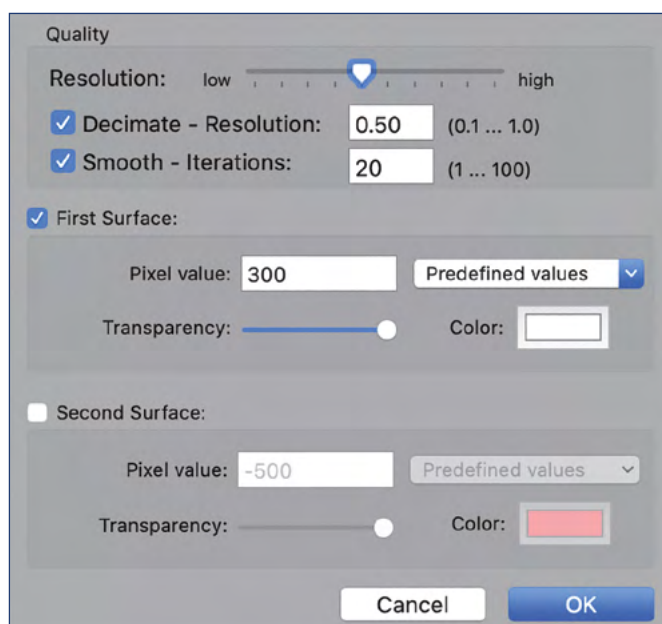 Quality
Resolution: low high
Decimate - Resolution: 0.50 (0.1 ... 1.0)
Smooth - Iterations: 20 (1 ... 100)
First Surface:
Pixel value: 300 Predefined values
Transparency: Color:
Second Surface:
Pixel value: -500 Predefined values
Transparency: Color:
Cancel OK